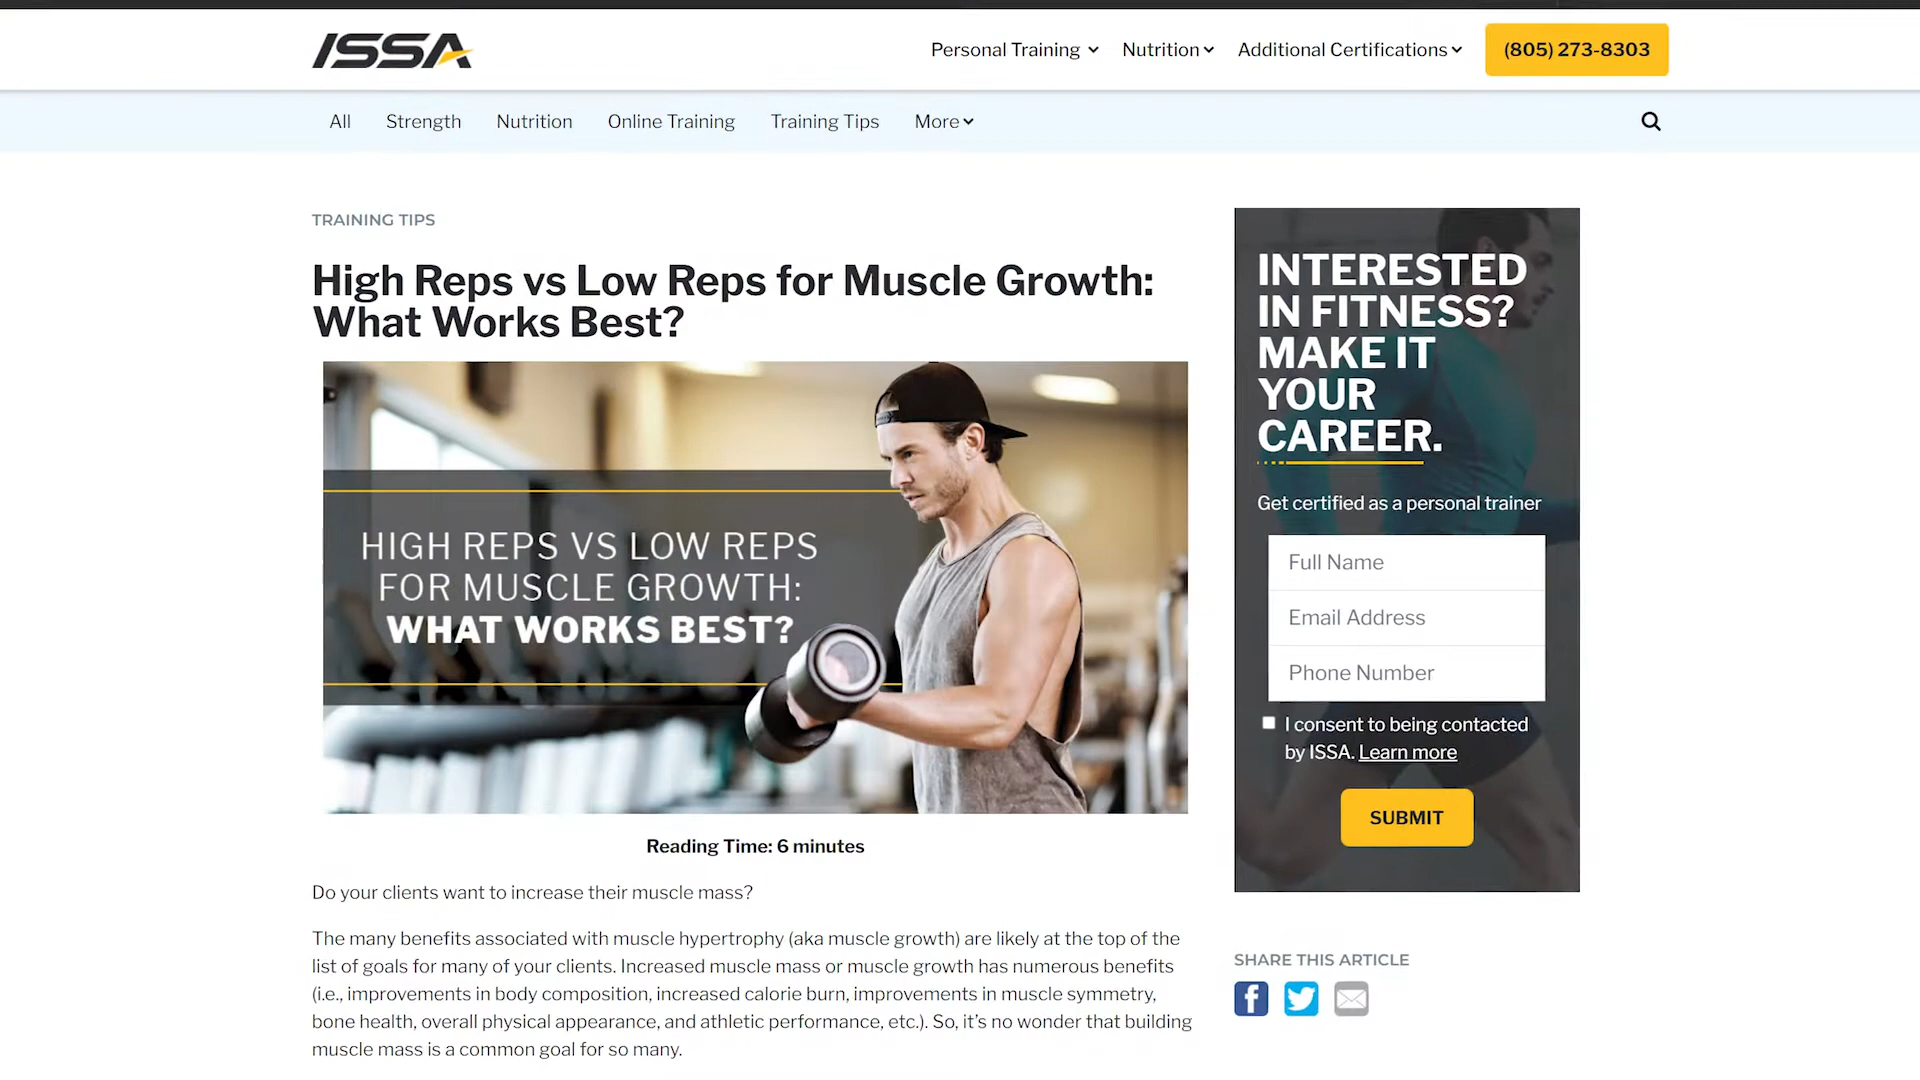 ISSA
Personal Training
Nutrition
Additional Certifications
(805) 273-8303
All
Strength
Nutrition
Online Training
Training Tips
More
TRAINING TIPS
High Reps vs Low Reps for Muscle Growth:
What Works Best?
HIGH REPS VS LOW REPS
FOR MUSCLE GROWTH:
WHAT WORKS BEST?
Reading Time: 6 minutes
Do your clients want to increase their muscle mass?
The many benefits associated with muscle hypertrophy (aka muscle growth) are likely at the top of the
list of goals for many of your clients. Increased muscle mass or muscle growth has numerous benefits
(i.e., improvements in body composition, increased calorie burn, improvements in muscle symmetry,
bone health, overall physical appearance, and athletic performance, etc.). So, it’s no wonder that building
muscle mass is a common goal for so many.
INTERESTED
IN FITNESS?
MAKE IT
YOUR
CAREER.
Get certified as a personal trainer
Full Name
Email Address
Phone Number
I consent to being contacted
by ISSA. Learn more
SUBMIT
SHARE THIS ARTICLE